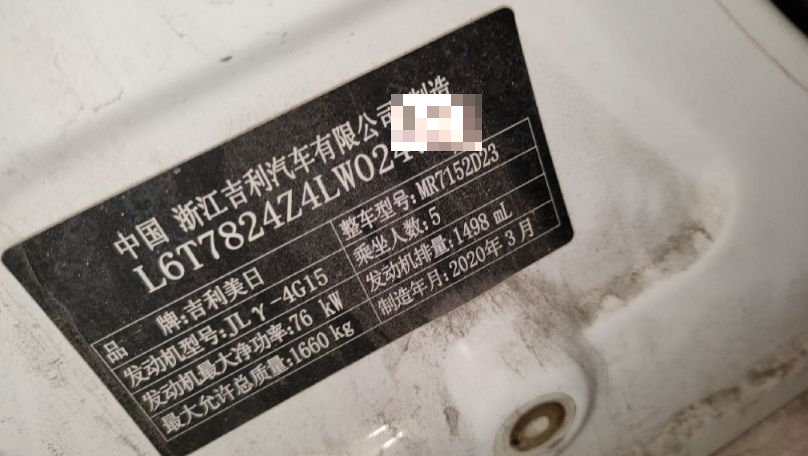 中国 浙江吉利汽车有限公司 制造
L6T7824Z4LW024
品 牌:吉利美日
整车型号:MR7152D23
发动机型号:JLγ-4G15
乘坐人数:5
发动机最大净功率:76 kW
发动机排量:1498 mL
最大允许总质量:1660 kg
制造年月:2020年3月